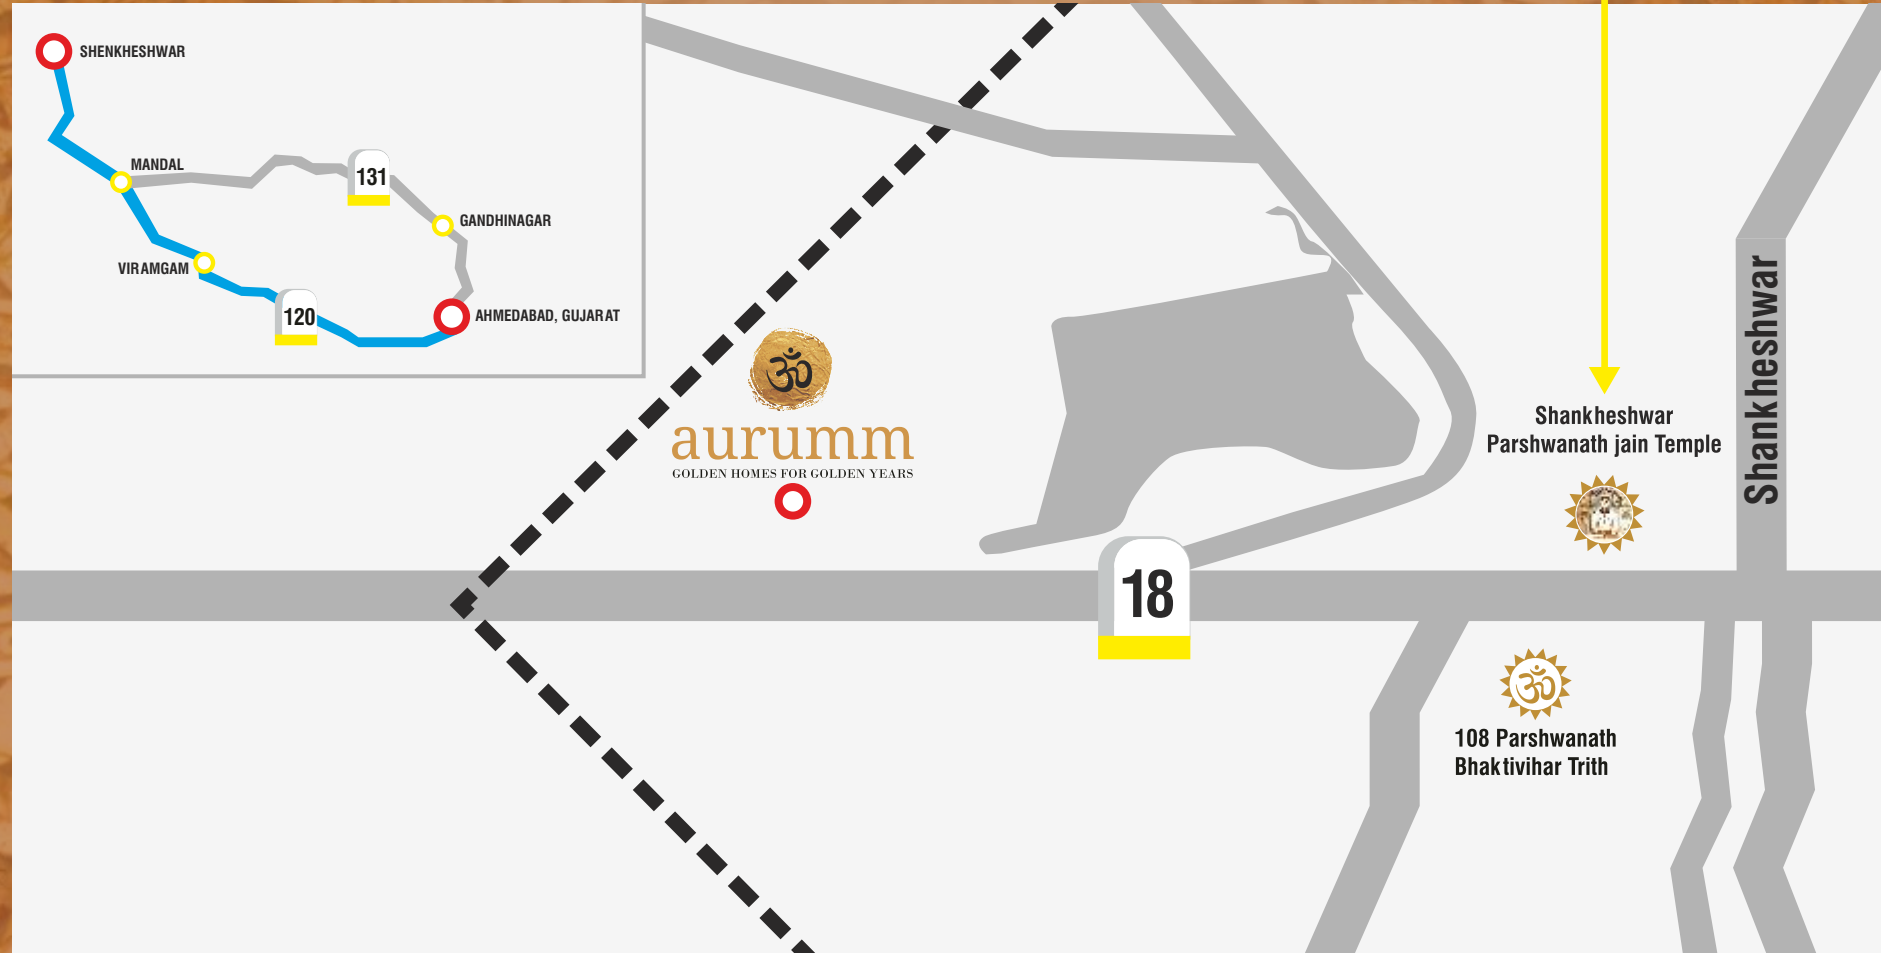 SHENKHESHWAR
MANDAL
131
GANDHINAGAR
VIRAMGAM
120
AHMEDABAD, GUJARAT
ॐ
aurumm
GOLDEN HOMES FOR GOLDEN YEARS
Shankheshwar
Parshwanath jain Temple
Shankheshwar
18
ॐ
108 Parshwanath
Bhaktivihar Trith